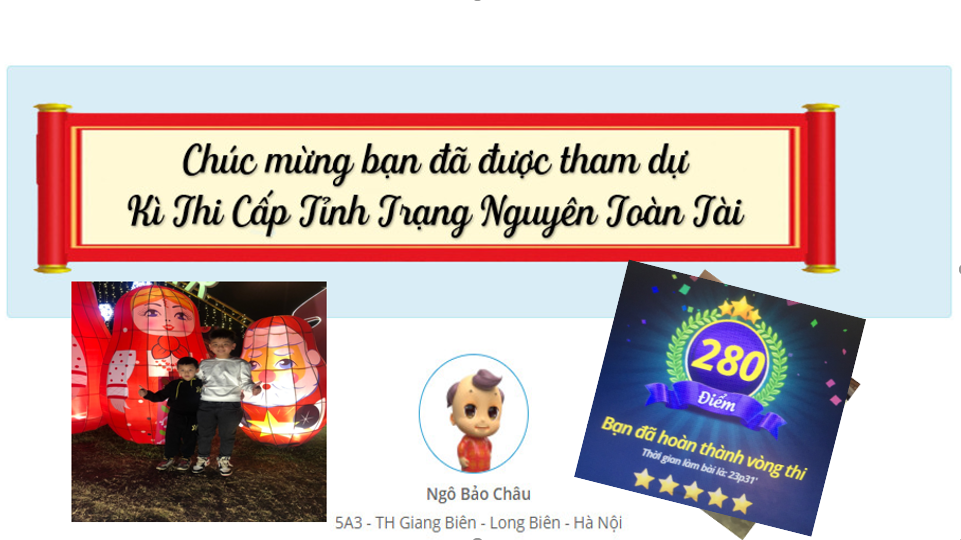 Chúc mừng bạn đã được tham dự
Kì Thi Cấp Tỉnh Trạng Nguyên Toàn Tài
280
Điểm
Bạn đã hoàn thành vòng thi
Thời gian làm bài là: 23p31'
Ngô Bảo Châu
5A3 - TH Giang Biên - Long Biên - Hà Nội